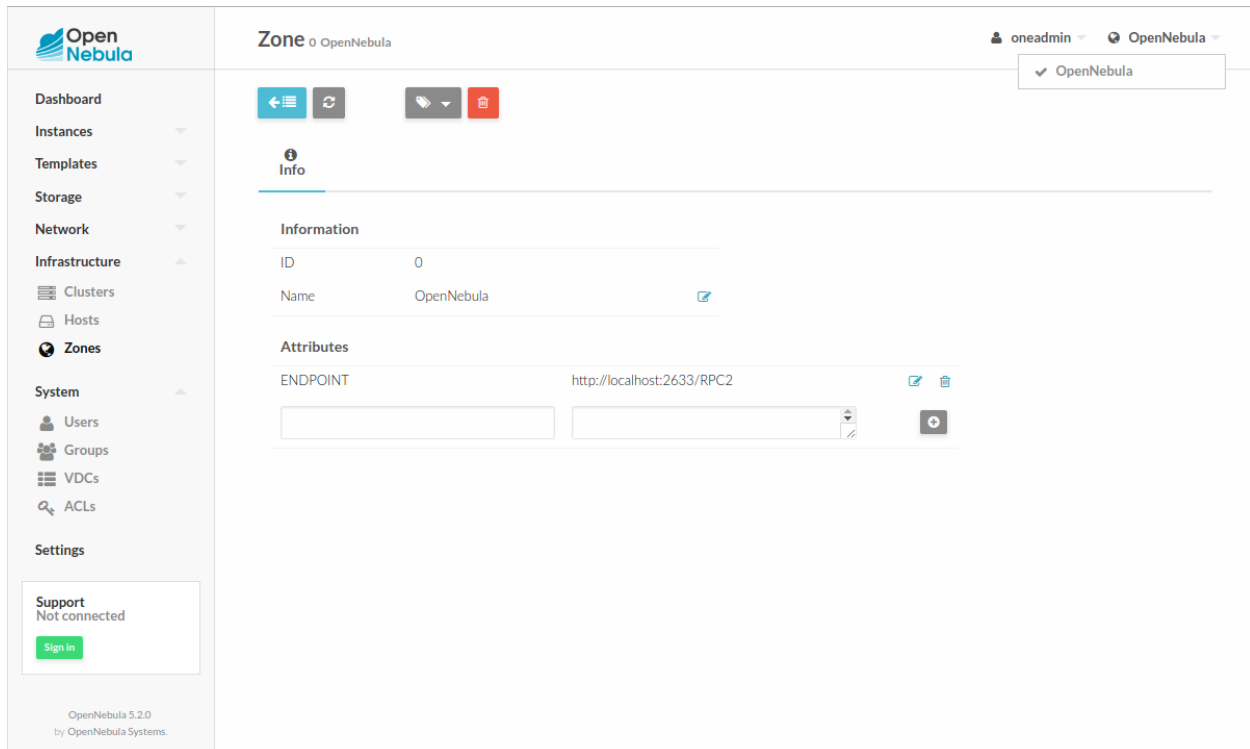 Open
Nebula
Zone 0 OpenNebula
oneadmin
OpenNebula
OpenNebula
Dashboard
Instances
Templates
Storage
Network
Infrastructure
Clusters
Hosts
Zones
System
Users
Groups
VDCs
ACLs
Settings
Support
Not connected
Sign in
OpenNebula 5.2.0
by OpenNebula Systems.
Info
Information
ID 0
Name OpenNebula
Attributes
ENDPOINT http://localhost:2633/RPC2